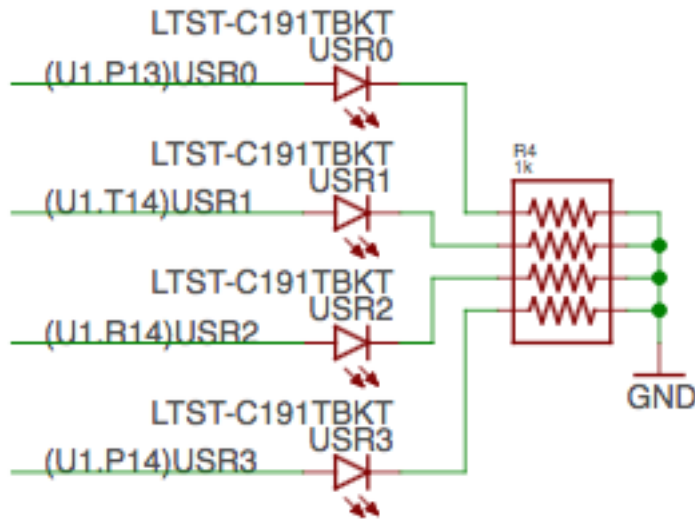 LTST-C191TBKT
USR0
(U1.P13)USR0
LTST-C191TBKT
USR1
(U1.T14)USR1
LTST-C191TBKT
USR2
(U1.R14)USR2
LTST-C191TBKT
USR3
(U1.P14)USR3
R4
1k
GND